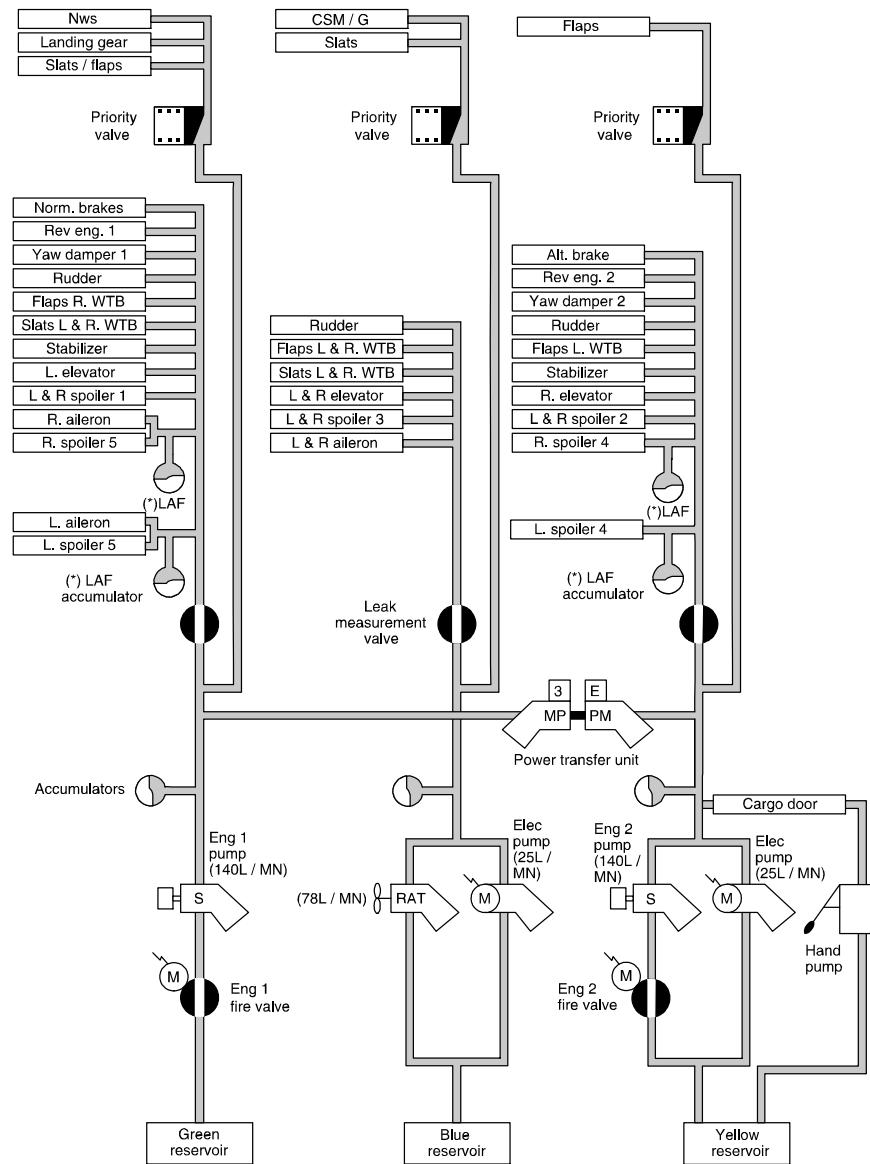 Nws
Landing gear
Slats / flaps
Priority
valve
CSM / G
Slats
Priority
valve
Flaps
Priority
valve
Norm. brakes
Rev eng. 1
Yaw damper 1
Rudder
Flaps R. WTB
Slats L & R. WTB
Stabilizer
L. elevator
L & R spoiler 1
R. aileron
R. spoiler 5
(*)LAF
L. aileron
L. spoiler 5
(*) LAF
accumulator
Rudder
Flaps L & R. WTB
Slats L & R. WTB
L & R elevator
L & R spoiler 3
L & R aileron
Leak
measurement
valve
Alt. brake
Rev eng. 2
Yaw damper 2
Rudder
Flaps L. WTB
Stabilizer
R. elevator
L & R spoiler 2
R. spoiler 4
(*)LAF
L. spoiler 4
(*) LAF
accumulator
3
E
MP
PM
Power transfer unit
Accumulators
Cargo door
Eng 1
pump
(140L / MN)
S
M
Eng 1
fire valve
(78L / MN)
RAT
Elec
pump
(25L /
MN)
M
Eng 2
pump
(140L /
MN)
S
M
Eng 2
fire valve
Elec
pump
(25L / MN)
M
Hand
pump
Green
reservoir
Blue
reservoir
Yellow
reservoir